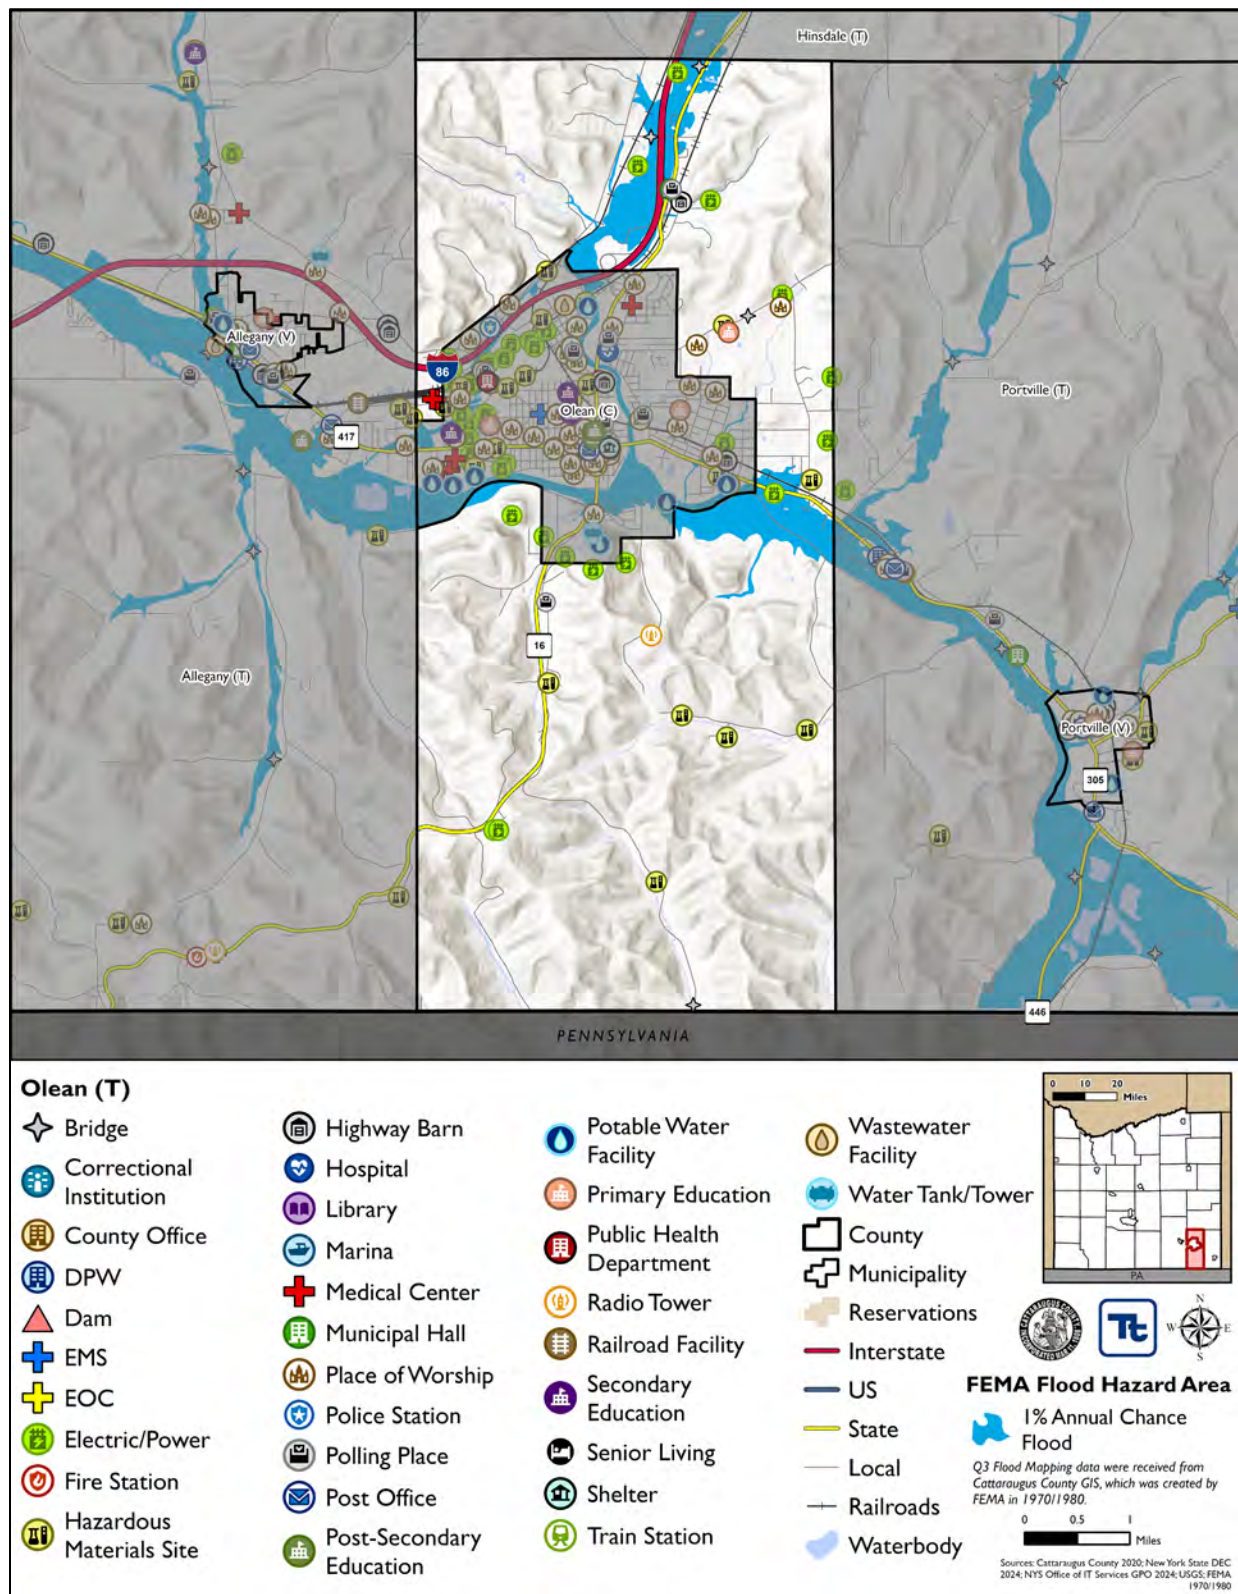 Hinsdale (T)
Allegany (V)
86
Portville (T)
Olean (C)
417
16
Allegany (T)
Portville (V)
305
446
PENNSYLVANIA
Olean (T)
Bridge
Correctional
Institution
County Office
DPW
Dam
EMS
EOC
Electric/Power
Fire Station
Hazardous
Materials Site
Highway Barn
Hospital
Library
Marina
Medical Center
Municipal Hall
Place of Worship
Police Station
Polling Place
Post Office
Post-Secondary
Education
Potable Water
Facility
Primary Education
Public Health
Department
Radio Tower
Railroad Facility
Secondary
Education
Senior Living
Shelter
Train Station
Wastewater
Facility
Water Tank/Tower
County
Municipality
Reservations
Interstate
US
State
Local
Railroads
Waterbody
0 10 20
Miles
PA
Tt
N
W E
S
FEMA Flood Hazard Area
1% Annual Chance
Flood
Q3 Flood Mapping data were received from
Cattaraugus County GIS, which was created by
FEMA in 1970/1980.
0 0.5 1
Miles
Sources: Cattaraugus County 2020; New York State DEC
2024; NYS Office of IT Services GPO 2024; USGS; FEMA
1970/1980